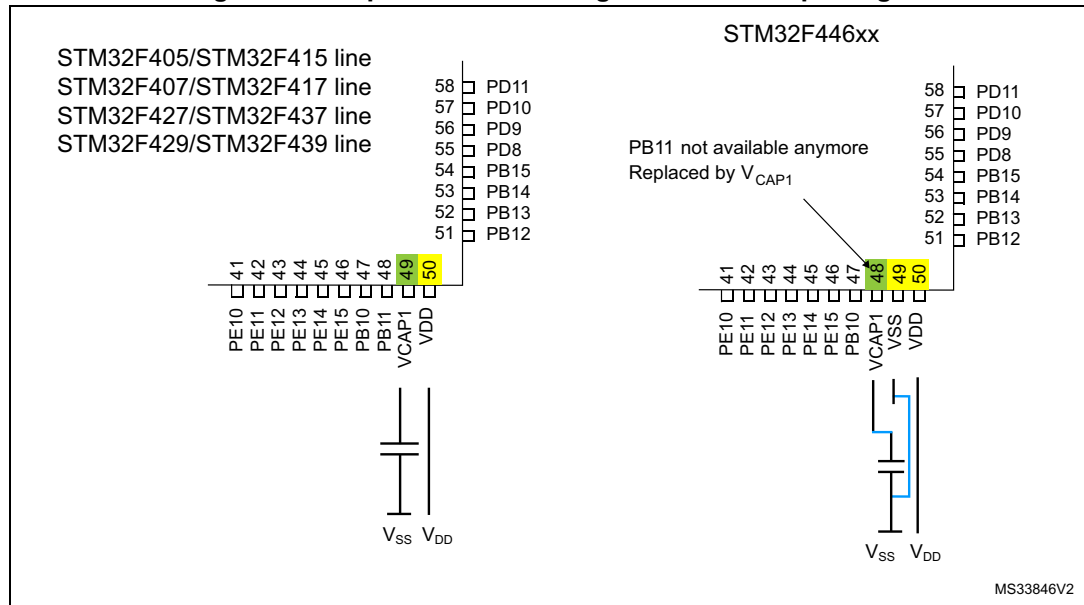 STM32F405/STM32F415 line
STM32F407/STM32F417 line
STM32F427/STM32F437 line
STM32F429/STM32F439 line
58 PD11
57 PD10
56 PD9
55 PD8
54 PB15
53 PB14
52 PB13
51 PB12
41 42 43 44 45 46 47 48 49 50
PE10 PE11 PE12 PE13 PE14 PE15 PB10 PB11 VCAP1 VDD
VSS VDD
STM32F446xx
PB11 not available anymore
Replaced by VCAP1
58 PD11
57 PD10
56 PD9
55 PD8
54 PB15
53 PB14
52 PB13
51 PB12
41 42 43 44 45 46 47 48 49 50
PE10 PE11 PE12 PE13 PE14 PE15 PB10 VCAP1 VSS VDD
VSS VDD
MS33846V2